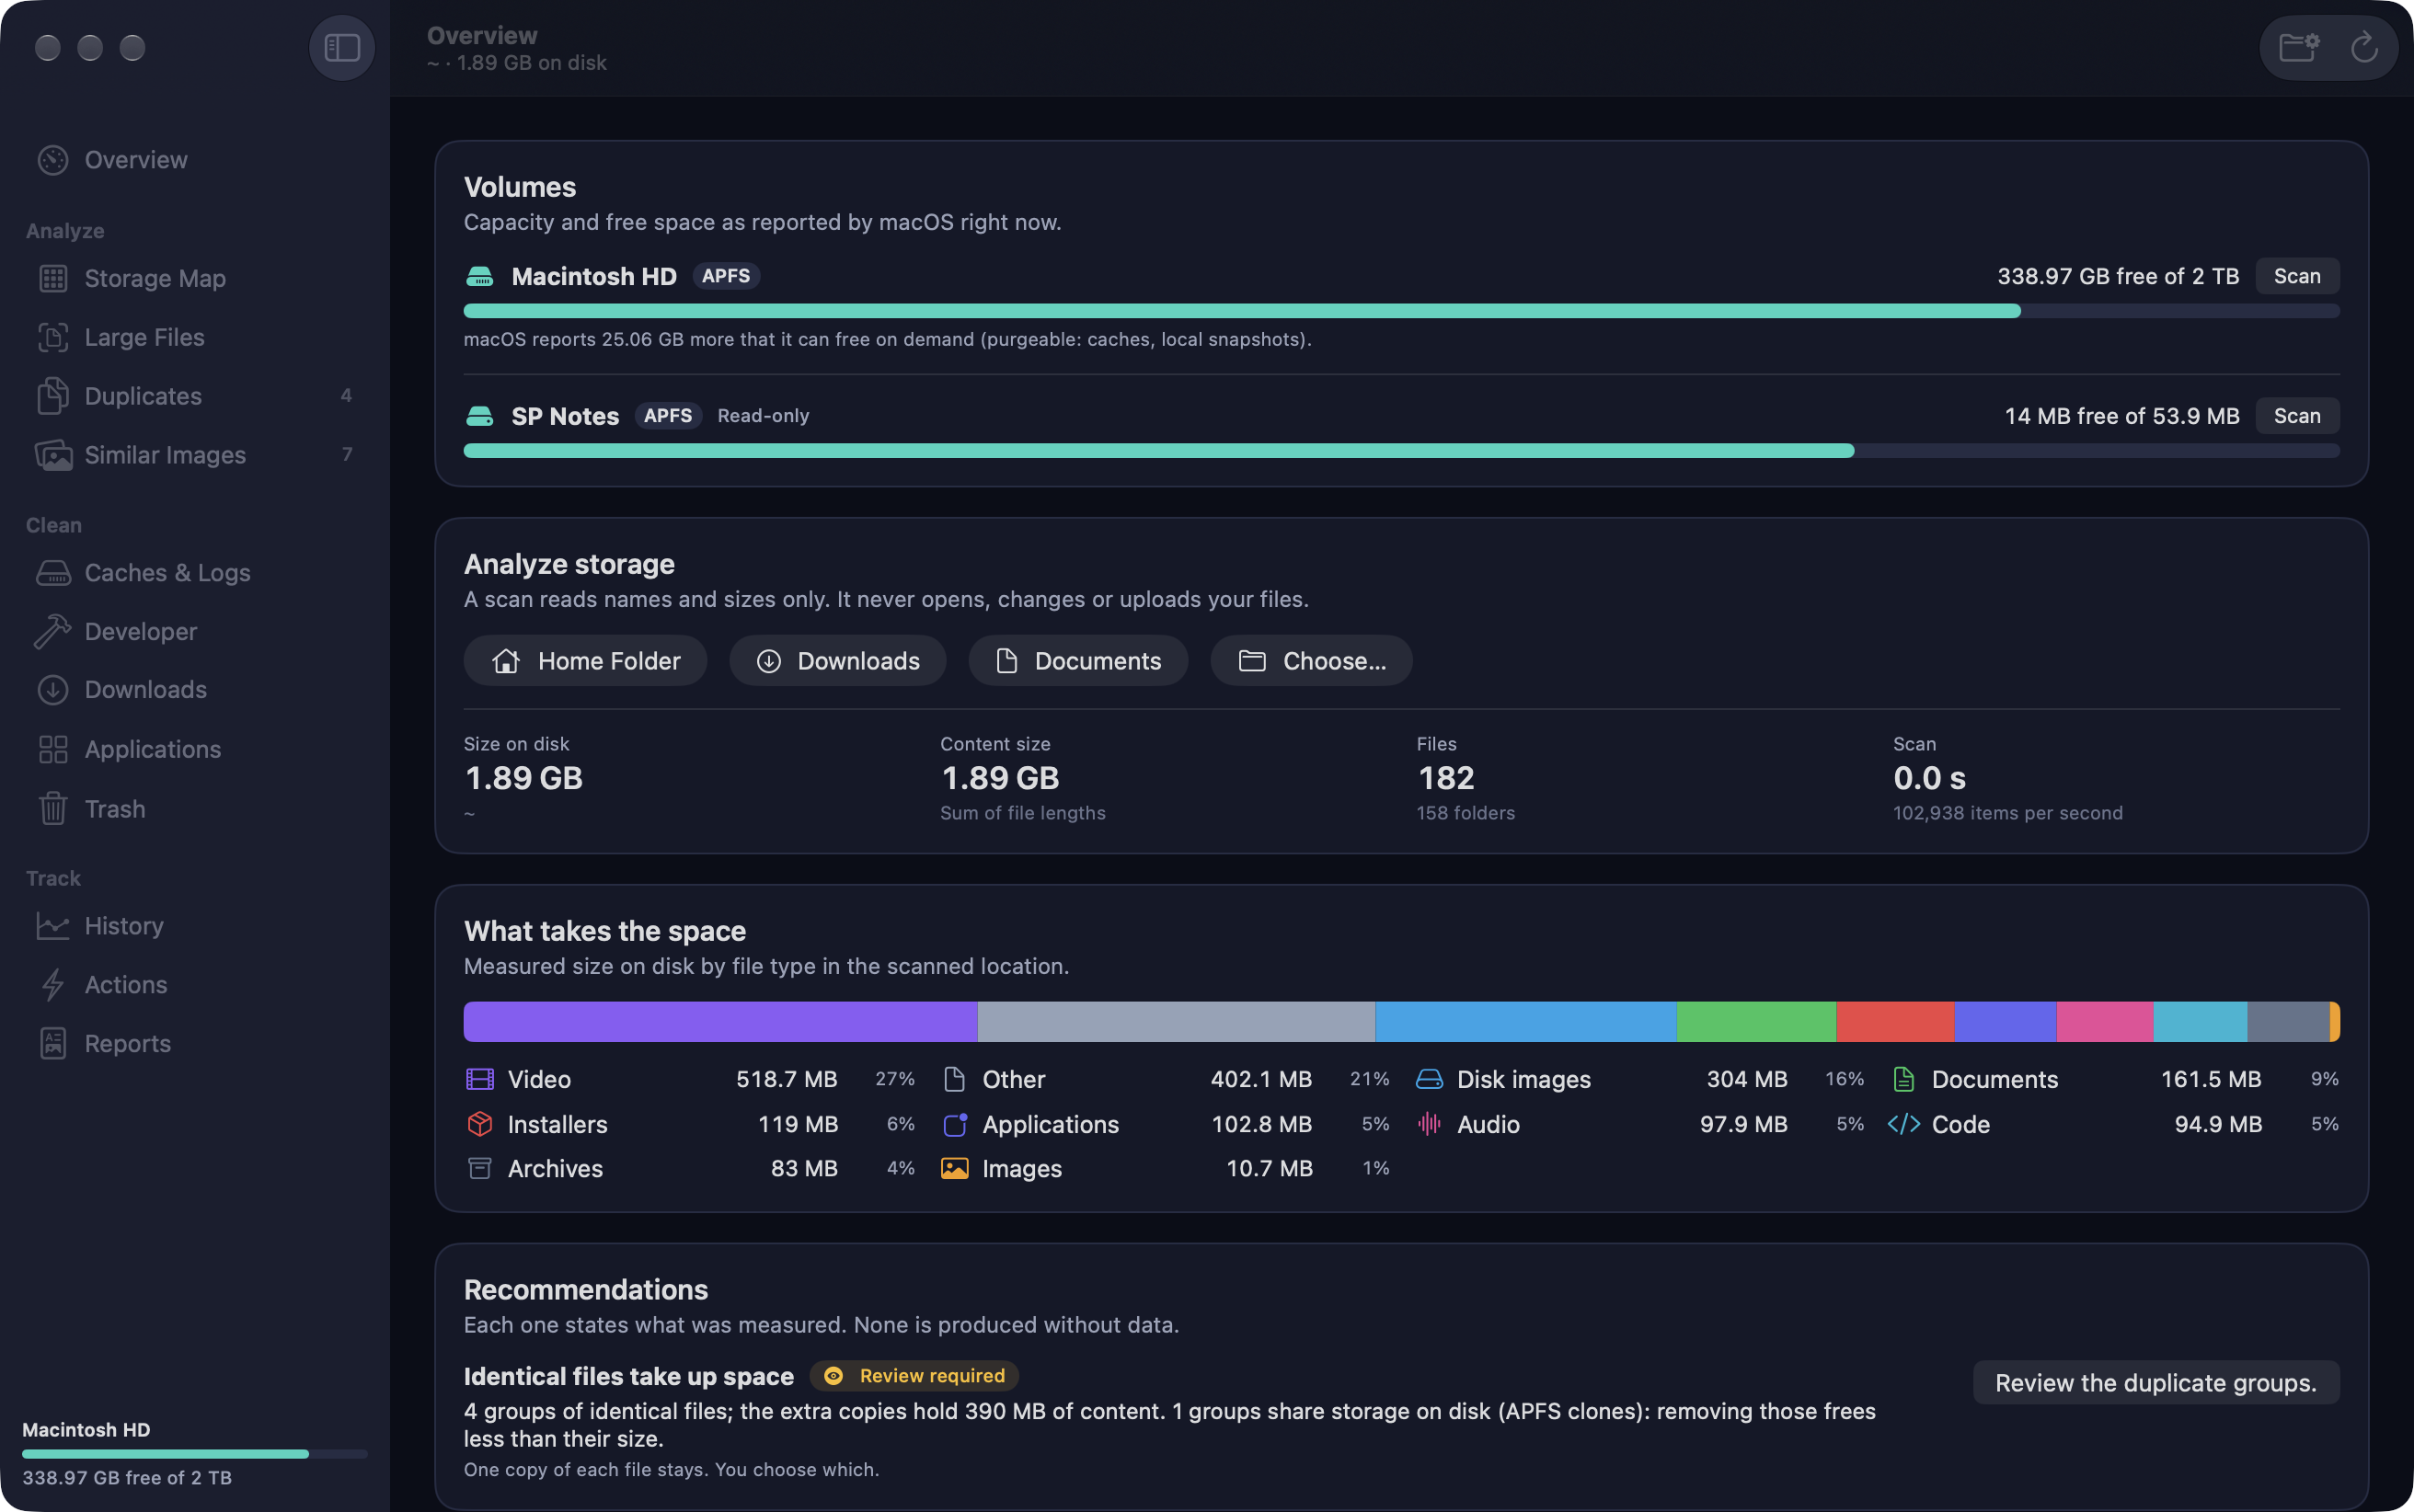 Overview
~ · 1.89 GB on disk
Overview
Analyze
Storage Map
Large Files
Duplicates 4
Similar Images 7
Clean
Caches & Logs
Developer
Downloads
Applications
Trash
Track
History
Actions
Reports
Macintosh HD
338.97 GB free of 2 TB
Volumes
Capacity and free space as reported by macOS right now.
Macintosh HD APFS 338.97 GB free of 2 TB Scan
macOS reports 25.06 GB more that it can free on demand (purgeable: caches, local snapshots).
SP Notes APFS Read-only 14 MB free of 53.9 MB Scan
Analyze storage
A scan reads names and sizes only. It never opens, changes or uploads your files.
Home Folder Downloads Documents Choose...
Size on disk Content size Files Scan
1.89 GB 1.89 GB 182 0.0 s
~ Sum of file lengths 158 folders 102,938 items per second
What takes the space
Measured size on disk by file type in the scanned location.
Video 518.7 MB 27% Other 402.1 MB 21% Disk images 304 MB 16% Documents 161.5 MB 9%
Installers 119 MB 6% Applications 102.8 MB 5% Audio 97.9 MB 5% Code 94.9 MB 5%
Archives 83 MB 4% Images 10.7 MB 1%
Recommendations
Each one states what was measured. None is produced without data.
Identical files take up space Review required Review the duplicate groups.
4 groups of identical files; the extra copies hold 390 MB of content. 1 groups share storage on disk (APFS clones): removing those frees
less than their size.
One copy of each file stays. You choose which.